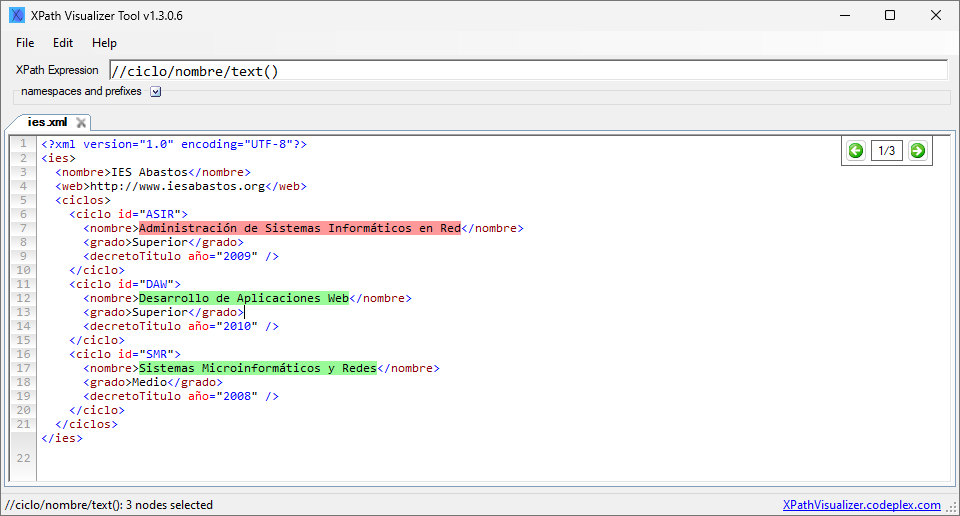 XPath Visualizer Tool v1.3.0.6
File Edit Help
XPath Expression //ciclo/nombre/text()
namespaces and prefixes
ies.xml
1/3
1 <?xml version="1.0" encoding="UTF-8"?>
2 <ies>
3 <nombre>IES Abastos</nombre>
4 <web>http://www.iesabastos.org</web>
5 <ciclos>
6 <ciclo id="ASIR">
7 <nombre>Administración de Sistemas Informáticos en Red</nombre>
8 <grado>Superior</grado>
9 <decretoTitulo año="2009" />
10 </ciclo>
11 <ciclo id="DAW">
12 <nombre>Desarrollo de Aplicaciones Web</nombre>
13 <grado>Superior</grado>
14 <decretoTitulo año="2010" />
15 </ciclo>
16 <ciclo id="SMR">
17 <nombre>Sistemas Microinformáticos y Redes</nombre>
18 <grado>Medio</grado>
19 <decretoTitulo año="2008" />
20 </ciclo>
21 </ciclos>
</ies>
22
//ciclo/nombre/text(): 3 nodes selected
XPathVisualizer.codeplex.com